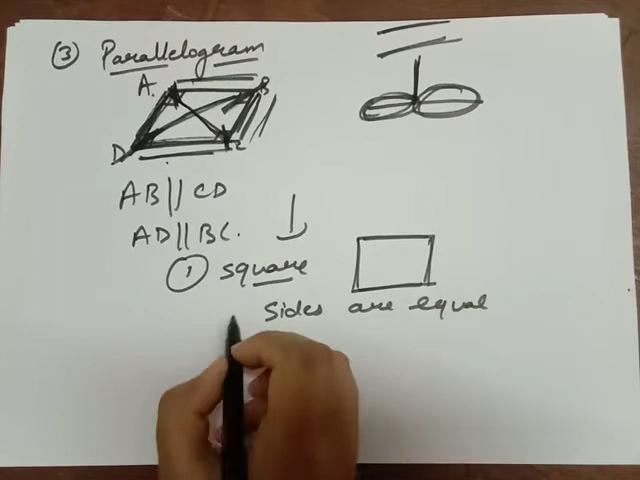 ③ Parallelogram
A B
D C
AB || CD
AD || BC.
① square
sides are equal